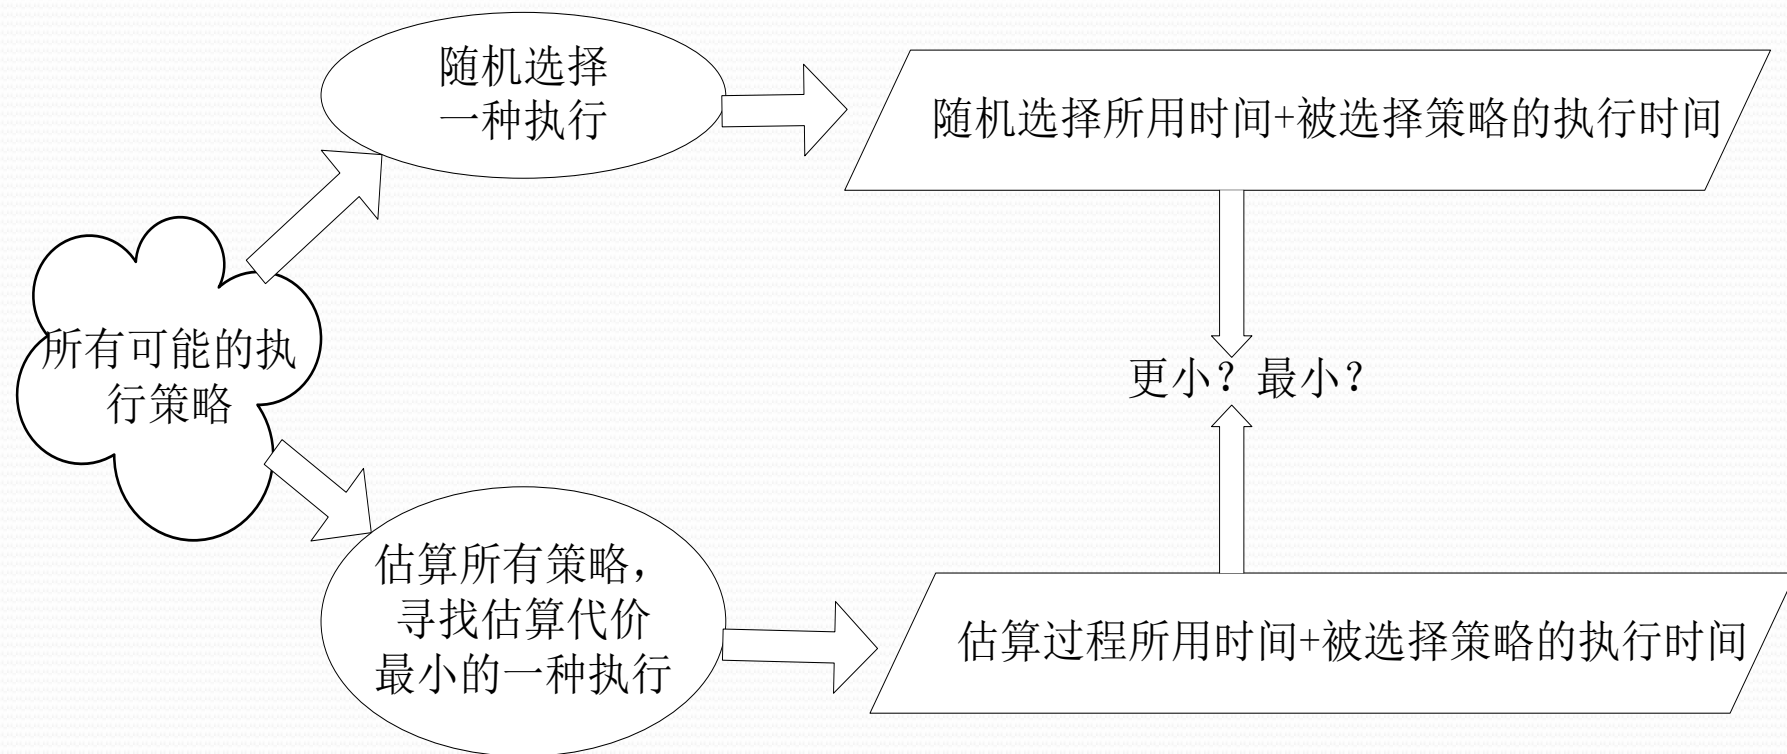 随机选择
一种执行
随机选择所用时间+被选择策略的执行时间
所有可能的执
行策略
更小？最小？
估算所有策略，
寻找估算代价
最小的一种执行
估算过程所用时间+被选择策略的执行时间